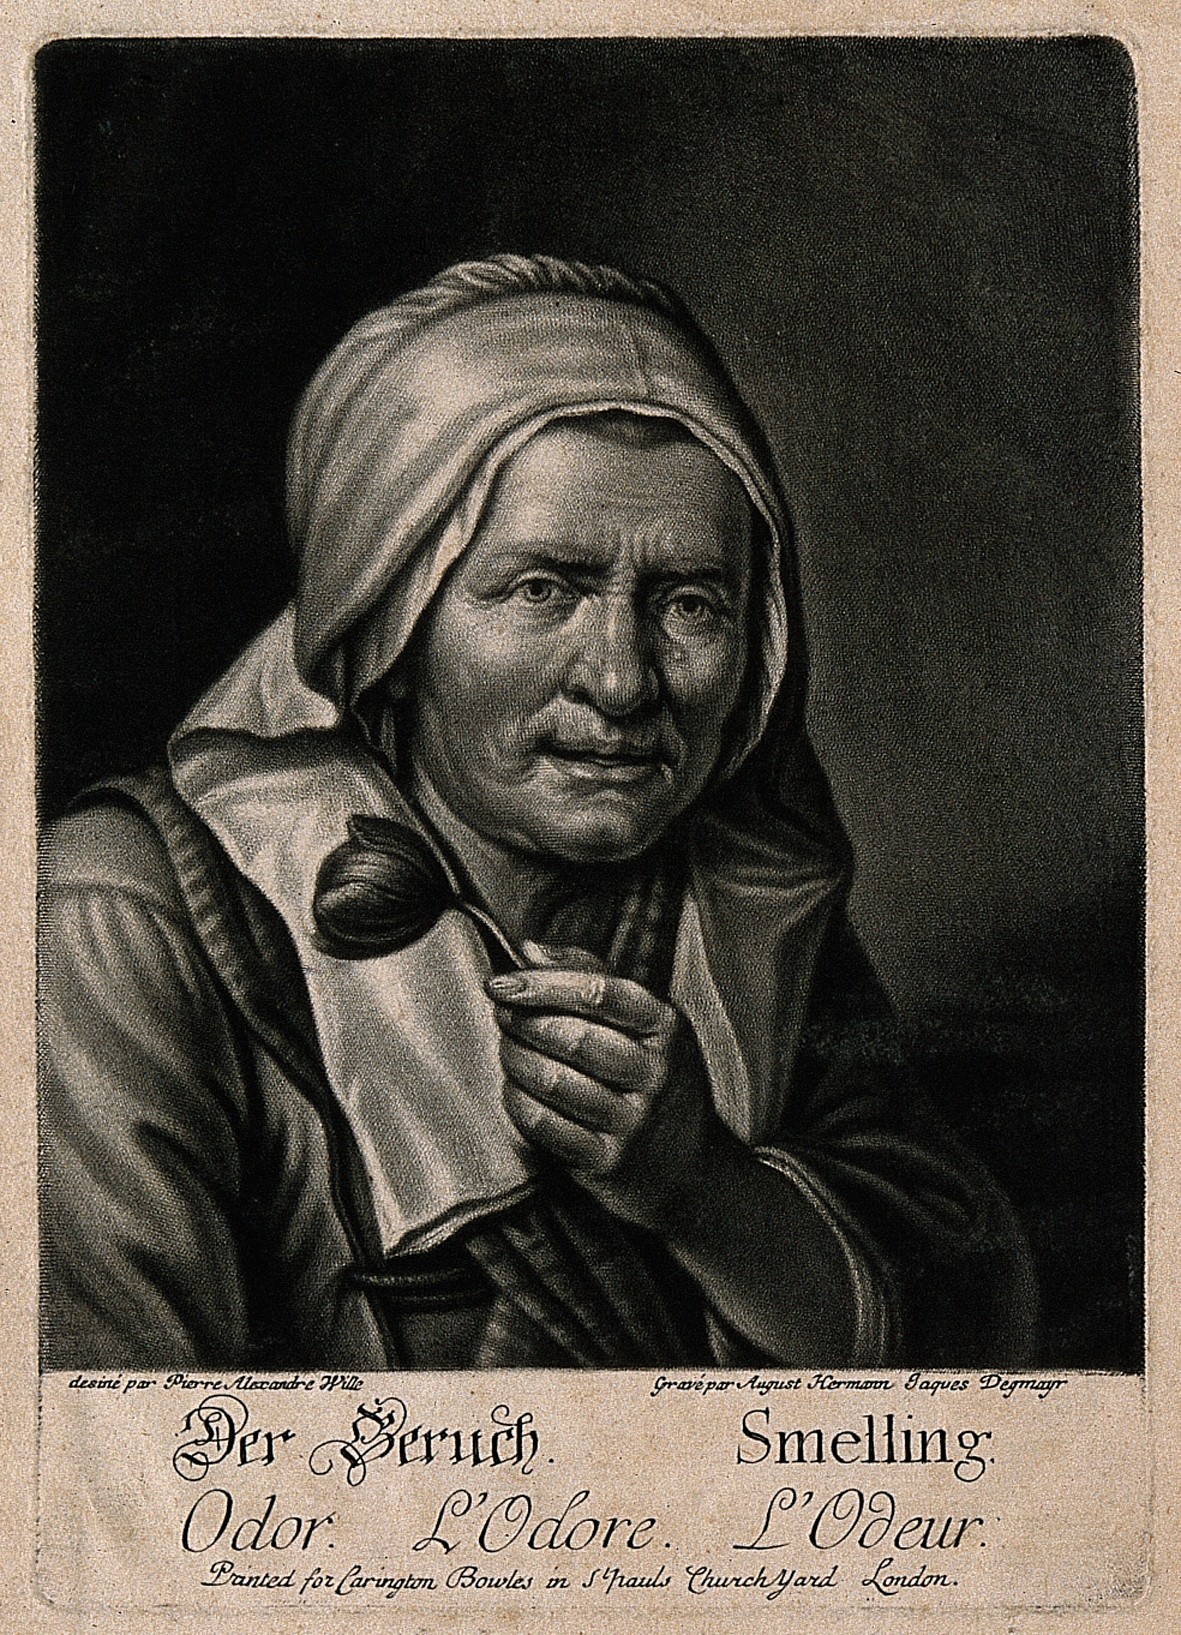 desiné par Pierre Alexandre Wille
Gravé par August Hermann Jaques Degmayr
Der Geruch. Smelling.
Odor. L'Odore. L'Odeur.
Printed for Carington Bowles in St Pauls Church Yard London.